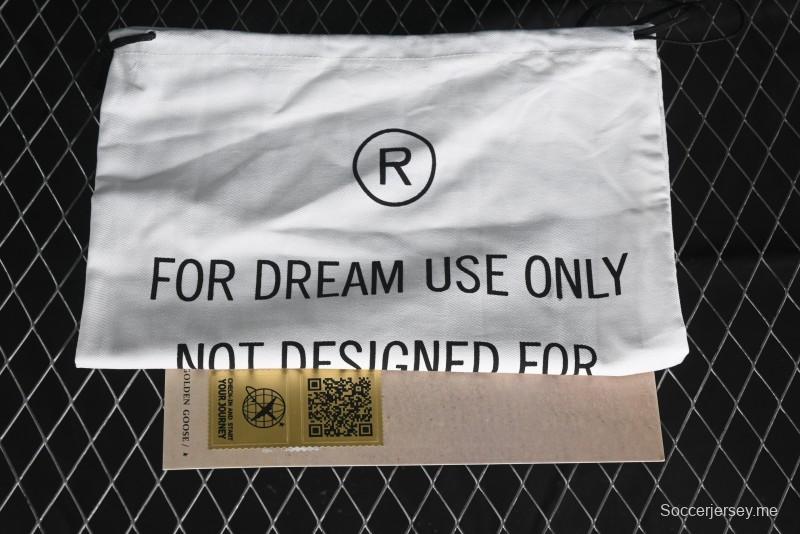 R
FOR DREAM USE ONLY
NOT DESIGNED FOR
GOLDEN GOOSE /
CHECK-IN AND START
YOUR JOURNEY
Soccerjersey.me